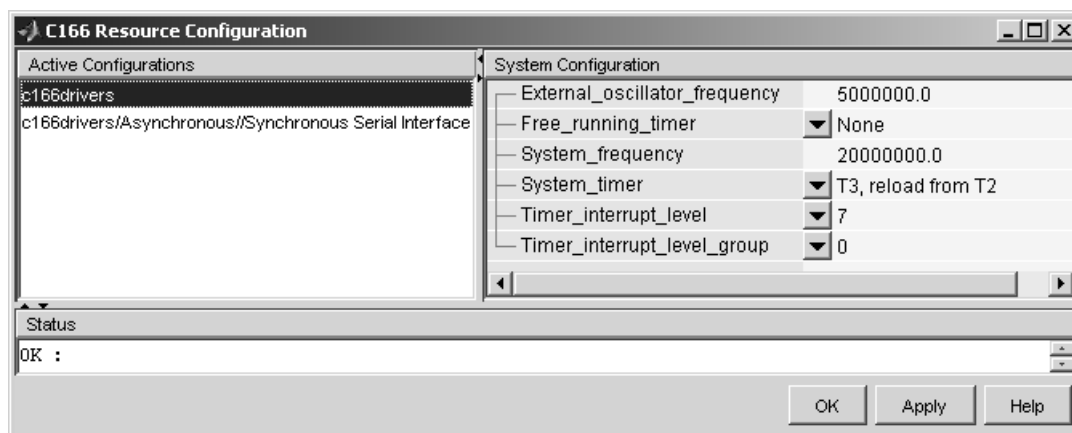 C166 Resource Configuration
Active Configurations
c166drivers
c166drivers/Asynchronous//Synchronous Serial Interface
System Configuration
External_oscillator_frequency 5000000.0
Free_running_timer None
System_frequency 20000000.0
System_timer T3, reload from T2
Timer_interrupt_level 7
Timer_interrupt_level_group 0
Status
OK :
OK Apply Help